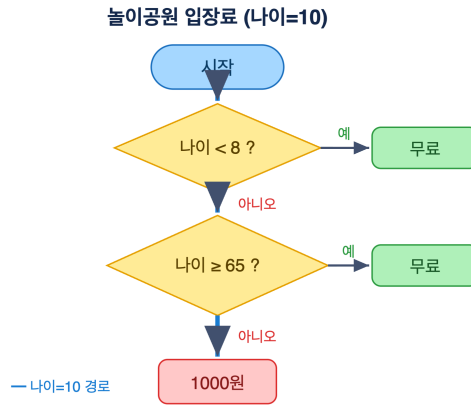 놀이공원 입장료 (나이=10)
시작
나이 < 8 ?
예
무료
아니오
나이 ≥ 65 ?
예
무료
아니오
1000원
나이=10 경로